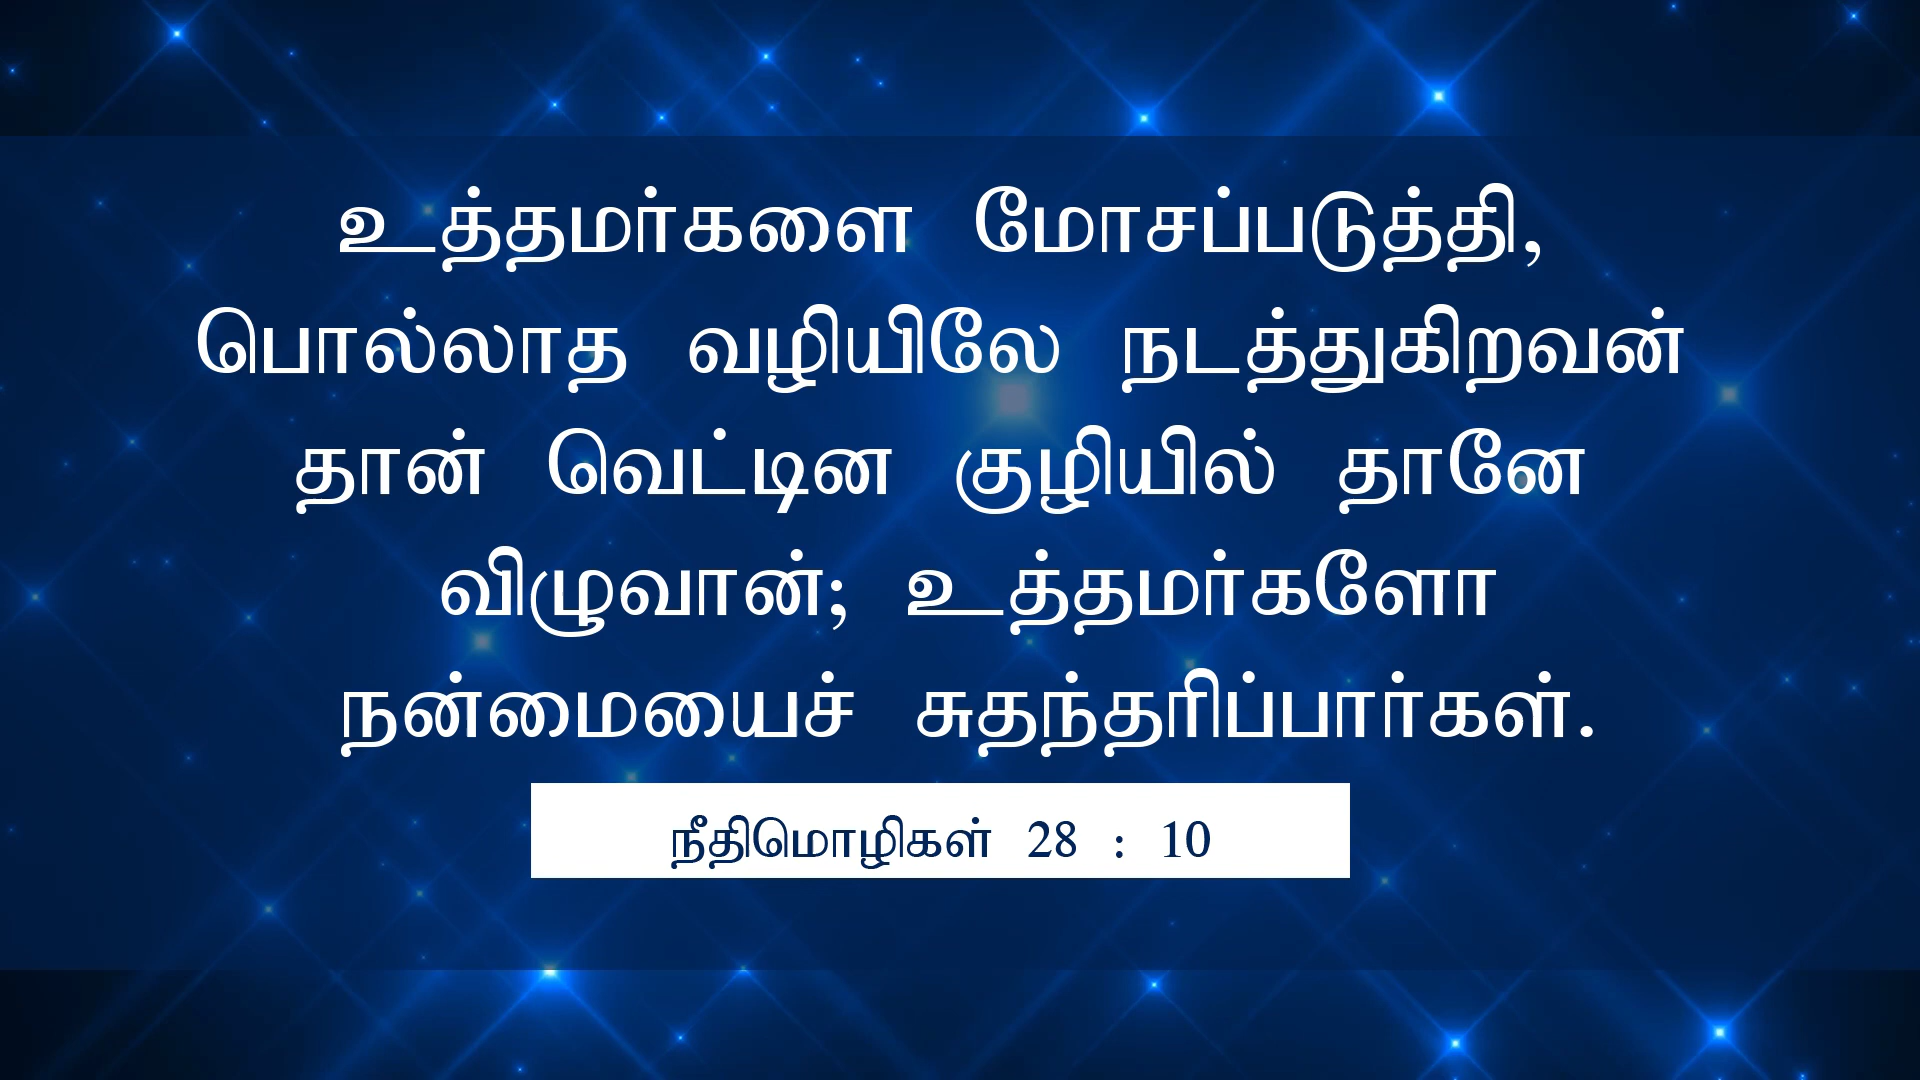 உத்தமர்களை மோசப்படுத்தி,
பொல்லாத வழியிலே நடத்துகிறவன்
தான் வெட்டின குழியில் தானே
விழுவான்; உத்தமர்களோ
நன்மையைச் சுதந்தரிப்பார்கள்.
நீதிமொழிகள் 28 : 10